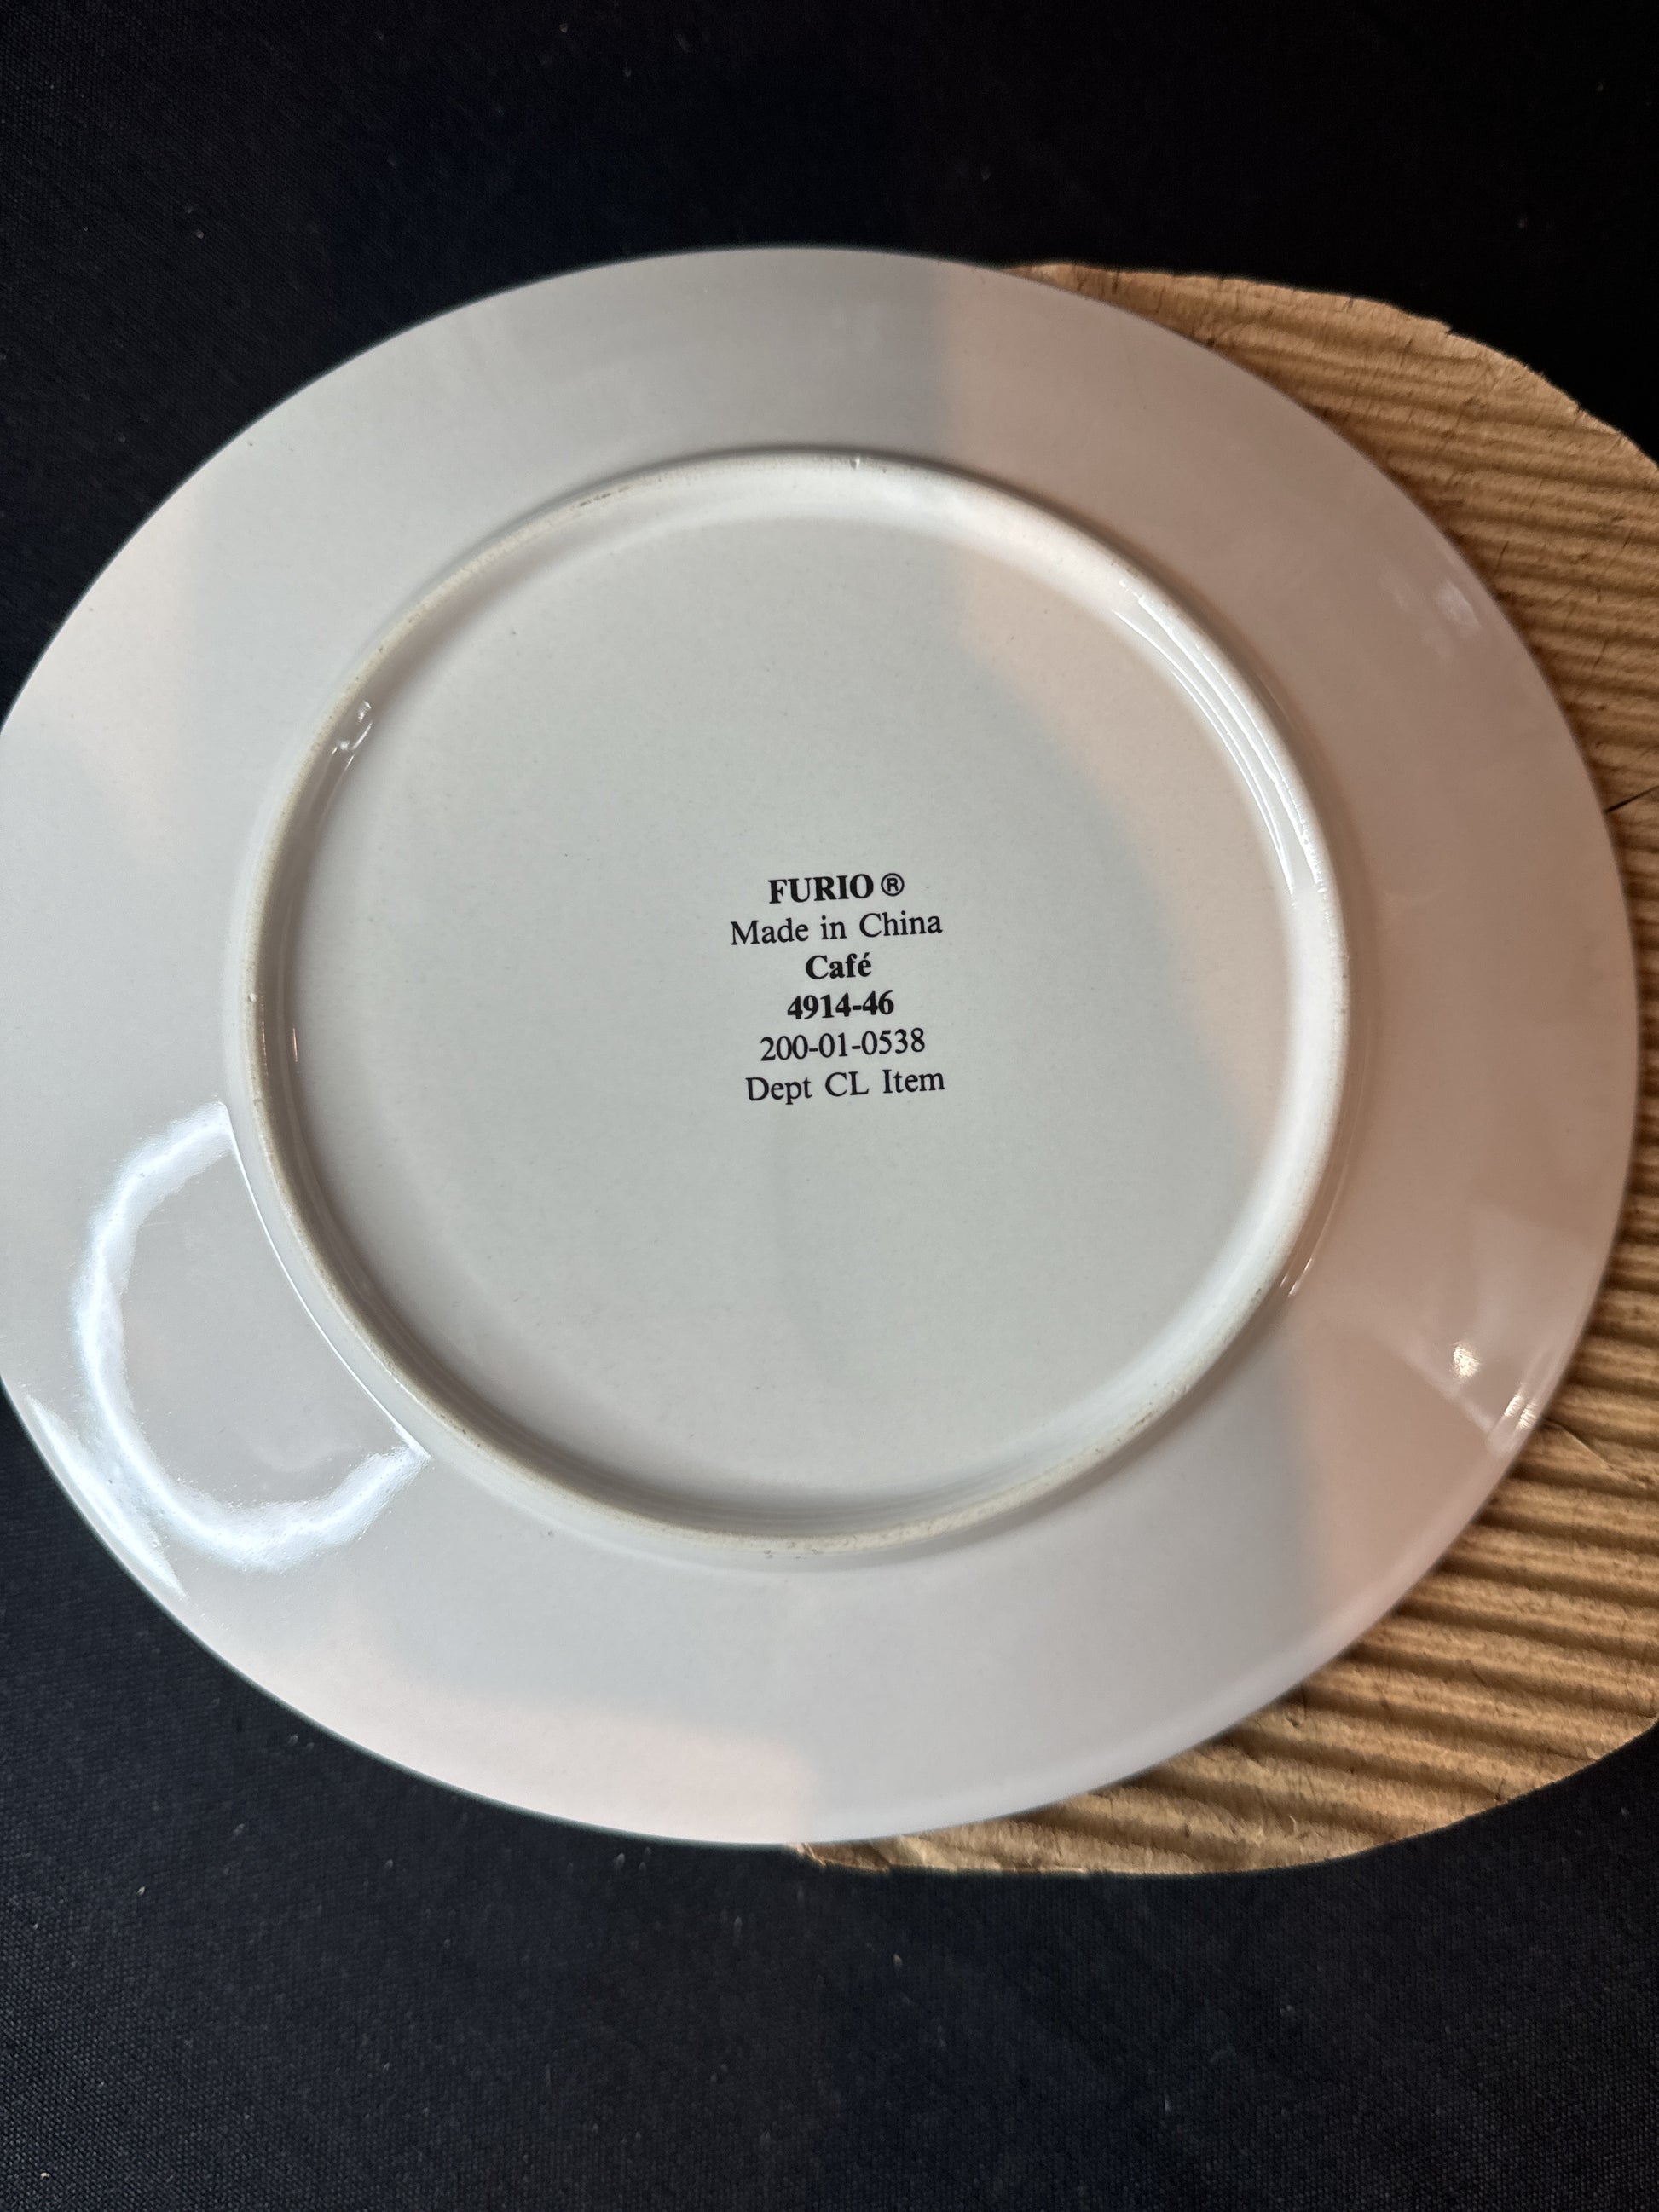 FURIO®
Made in China
Café
4914-46
200-01-0538
Dept CL Item